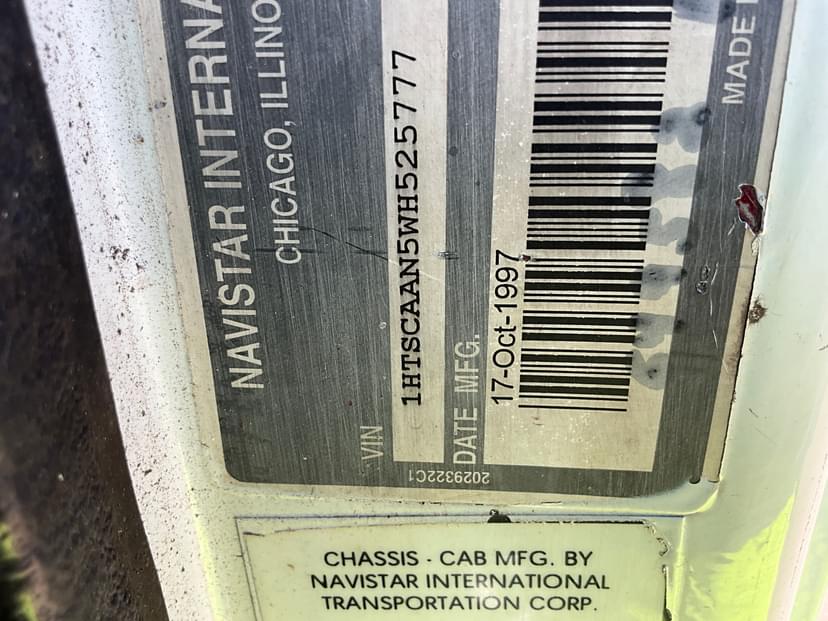 NAVISTAR INTERNA
CHICAGO, ILLINO
VIN
1HTSCAAN5WH525777
DATE MFG.
17-Oct-1997
MADE I
2029322C1
CHASSIS - CAB MFG. BY
NAVISTAR INTERNATIONAL
TRANSPORTATION CORP.